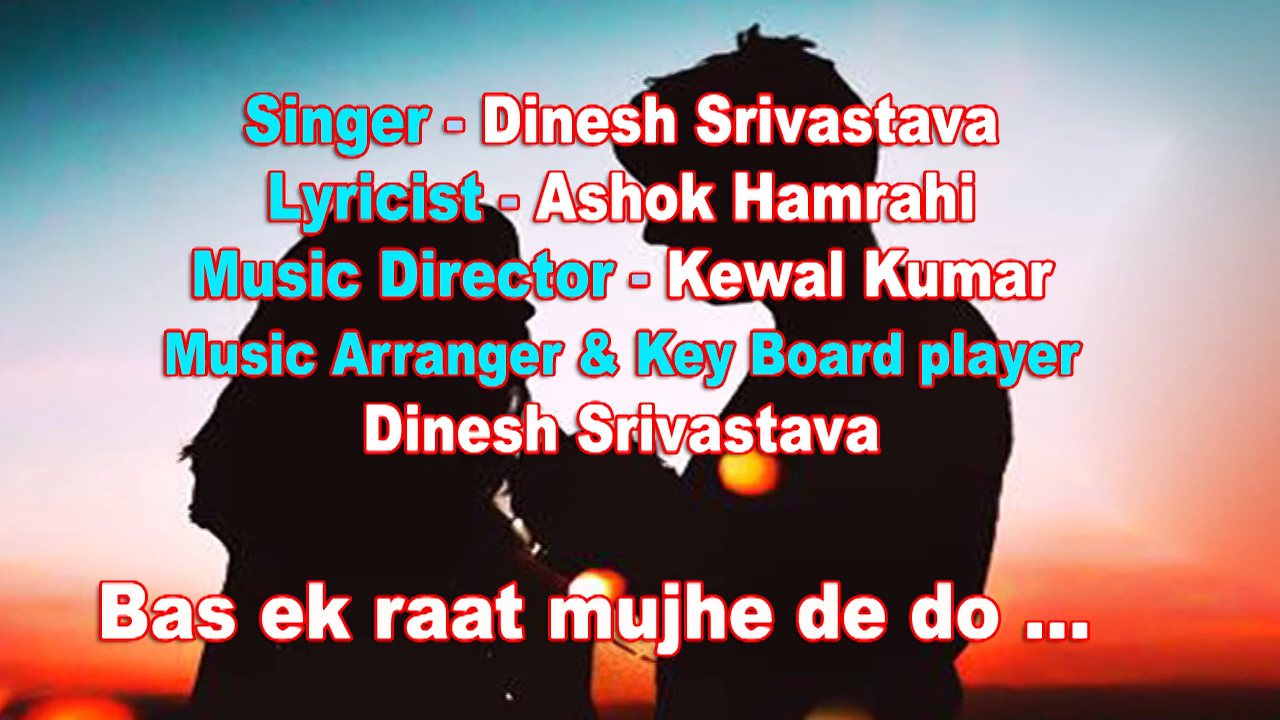 Singer - Dinesh Srivastava
Lyricist - Ashok Hamrahi
Music Director - Kewal Kumar
Music Arranger & Key Board player
Dinesh Srivastava
Bas ek raat mujhe de do ...